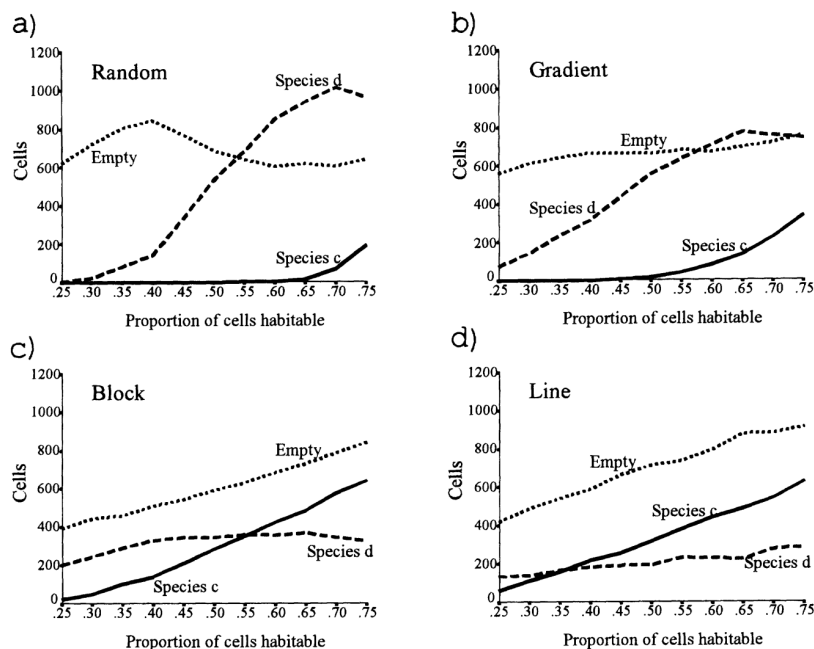 a)
1200
1000
800
600
400
200
0
Cells
Random
Species d
Empty
Species c
.25 .30 .35 .40 .45 .50 .55 .60 .65 .70 .75
Proportion of cells habitable
b)
1200
1000
800
600
400
200
0
Cells
Gradient
Empty
Species d
Species c
.25 .30 .35 .40 .45 .50 .55 .60 .65 .70 .75
Proportion of cells habitable
c)
1200
1000
800
600
400
200
0
Cells
Block
Empty
Species d
Species c
.25 .30 .35 .40 .45 .50 .55 .60 .65 .70 .75
Proportion of cells habitable
d)
1200
1000
800
600
400
200
0
Cells
Line
Empty
Species c
Species d
.25 .30 .35 .40 .45 .50 .55 .60 .65 .70 .75
Proportion of cells habitable